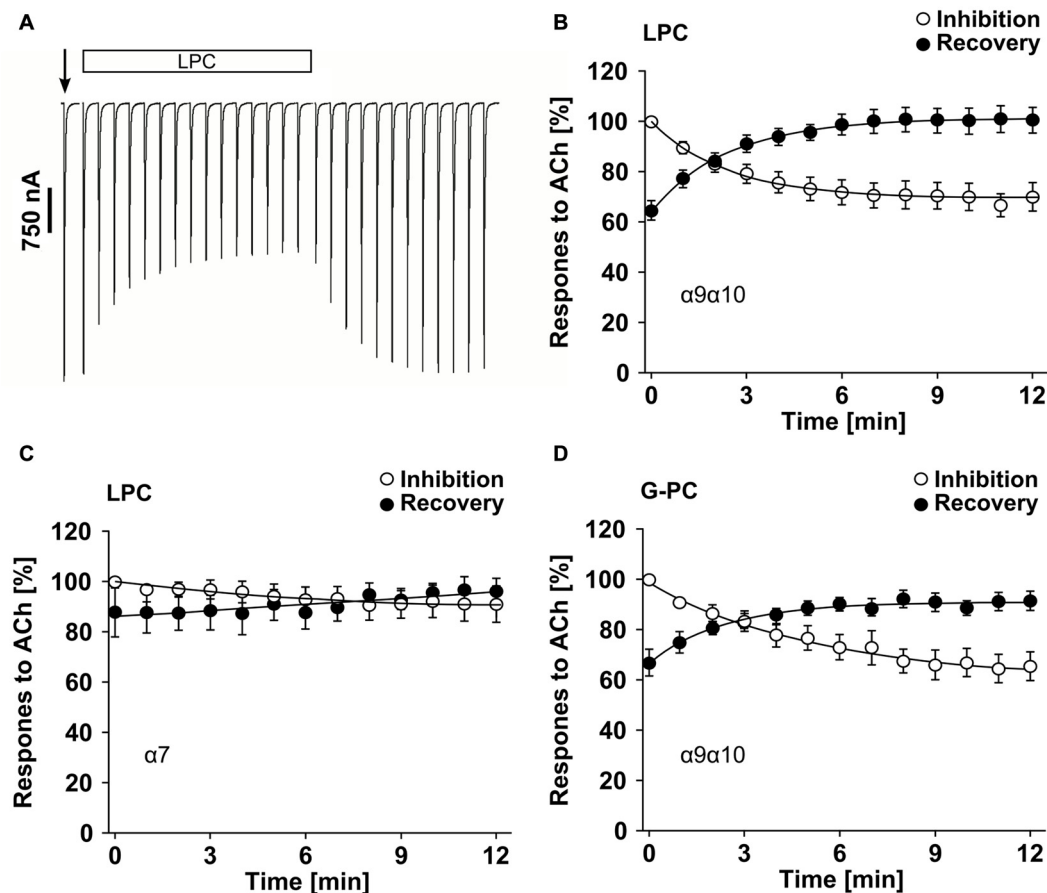 A
LPC
750 nA
B
LPC
Inhibition
Recovery
Respones to ACh [%]
120
100
80
60
40
20
0
α9α10
0 3 6 9 12
Time [min]
C
LPC
Inhibition
Recovery
Respones to ACh [%]
120
100
80
60
40
20
0
α7
0 3 6 9 12
Time [min]
D
G-PC
Inhibition
Recovery
Respones to ACh [%]
120
100
80
60
40
20
0
α9α10
0 3 6 9 12
Time [min]